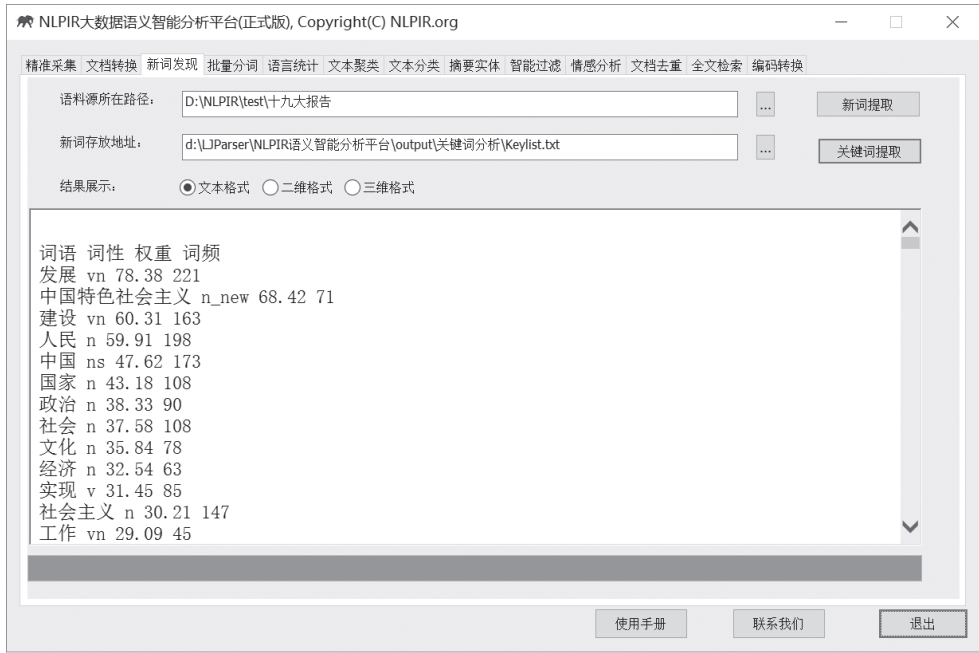 NLPIR大数据语义智能分析平台(正式版), Copyright(C) NLPIR.org
精准采集 文档转换 新词发现 批量分词 语言统计 文本聚类 文本分类 摘要实体 智能过滤 情感分析 文档去重 全文检索 编码转换
语料源所在路径： D:\NLPIR\test\十九大报告 ... 新词提取
新词存放地址： d:\LJParser\NLPIR语义智能分析平台\output\关键词分析\Keylist.txt ... 关键词提取
结果展示： 文本格式 二维格式 三维格式
词语 词性 权重 词频
发展 vn 78.38 221
中国特色社会主义 n_new 68.42 71
建设 vn 60.31 163
人民 n 59.91 198
中国 ns 47.62 173
国家 n 43.18 108
政治 n 38.33 90
社会 n 37.58 108
文化 n 35.84 78
经济 n 32.54 63
实现 v 31.45 85
社会主义 n 30.21 147
工作 vn 29.09 45
使用手册 联系我们 退出